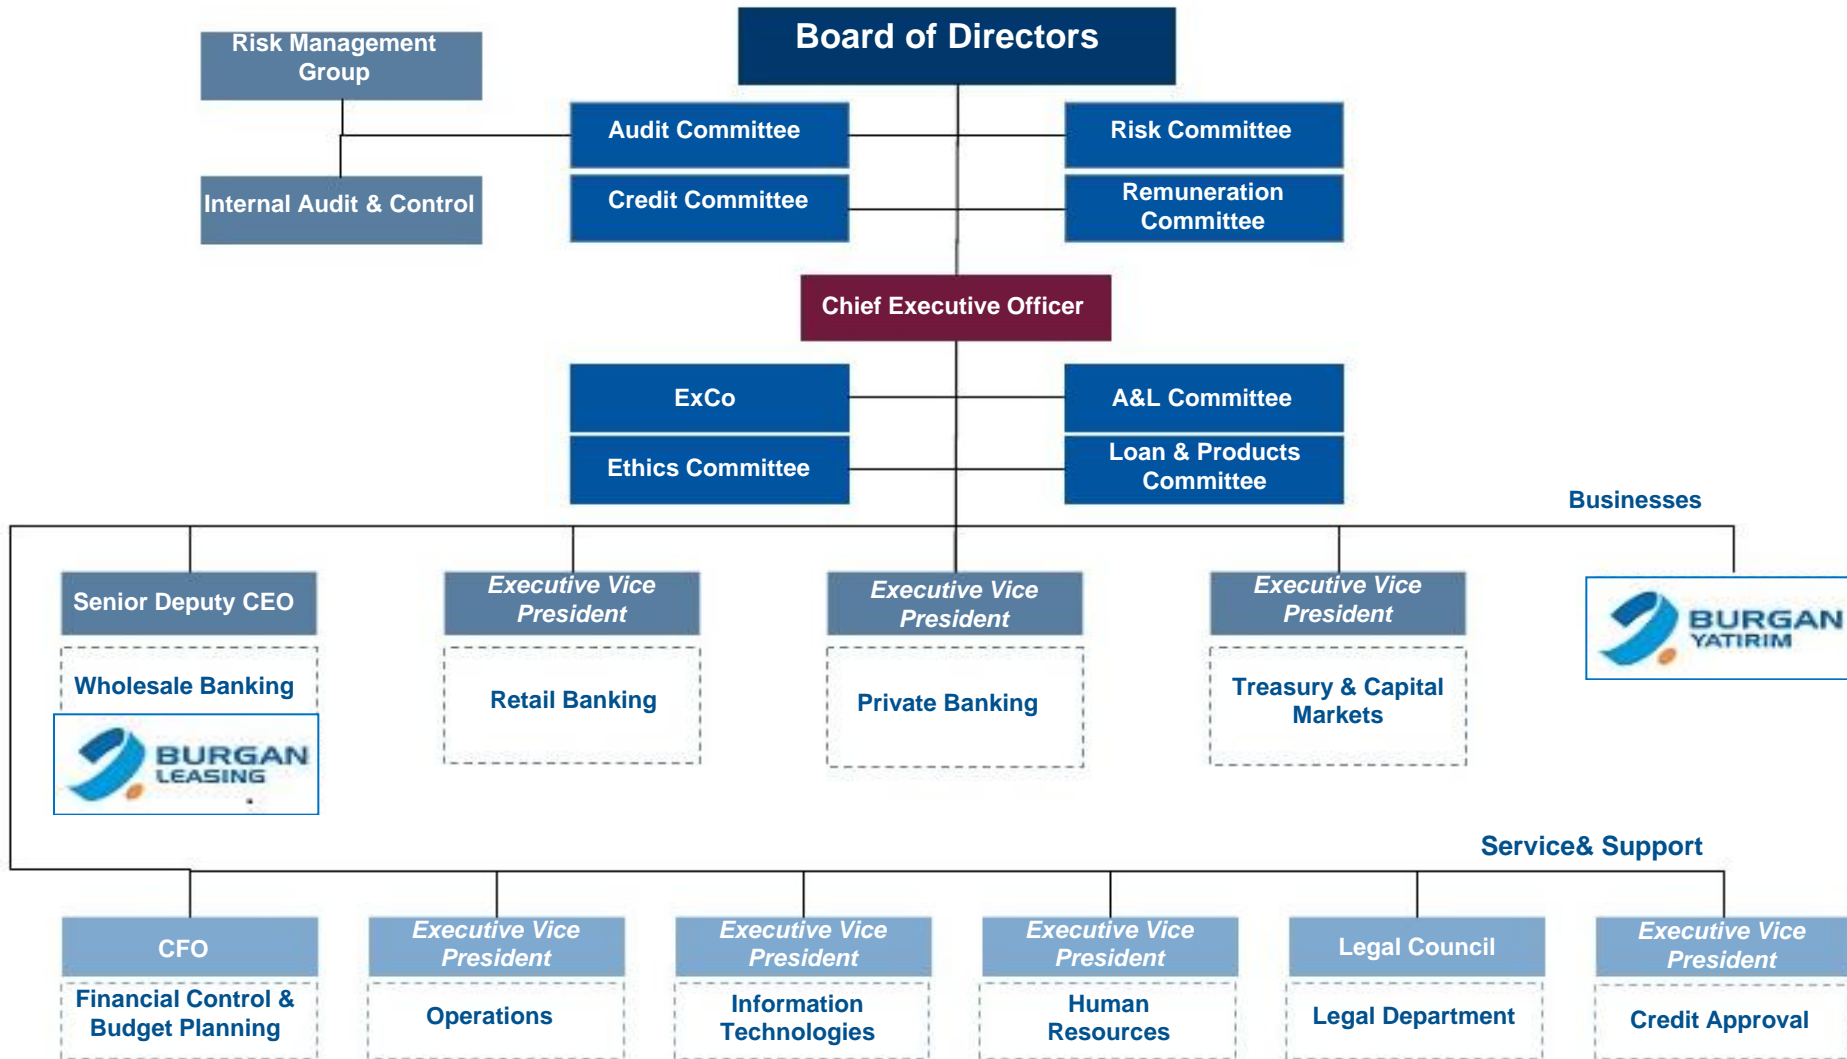 Board of Directors
Risk Management
Group
Audit Committee
Risk Committee
Internal Audit & Control
Credit Committee
Remuneration
Committee
Chief Executive Officer
ExCo
A&L Committee
Ethics Committee
Loan & Products
Committee
Businesses
Senior Deputy CEO
Executive Vice
President
Executive Vice
President
Executive Vice
President
BURGAN
YATIRIM
Wholesale Banking
Retail Banking
Private Banking
Treasury & Capital
Markets
BURGAN
LEASING
Service& Support
CFO
Executive Vice
President
Executive Vice
President
Executive Vice
President
Legal Council
Executive Vice
President
Financial Control &
Budget Planning
Operations
Information
Technologies
Human
Resources
Legal Department
Credit Approval